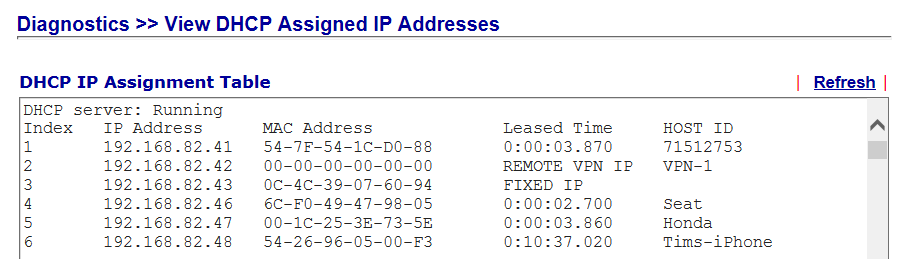 Diagnostics >> View DHCP Assigned IP Addresses
DHCP IP Assignment Table | Refresh |
DHCP server: Running
Index IP Address MAC Address Leased Time HOST ID
1 192.168.82.41 54-7F-54-1C-D0-88 0:00:03.870 71512753
2 192.168.82.42 00-00-00-00-00-00 REMOTE VPN IP VPN-1
3 192.168.82.43 0C-4C-39-07-60-94 FIXED IP
4 192.168.82.46 6C-F0-49-47-98-05 0:00:02.700 Seat
5 192.168.82.47 00-1C-25-3E-73-5E 0:00:03.860 Honda
6 192.168.82.48 54-26-96-05-00-F3 0:10:37.020 Tims-iPhone